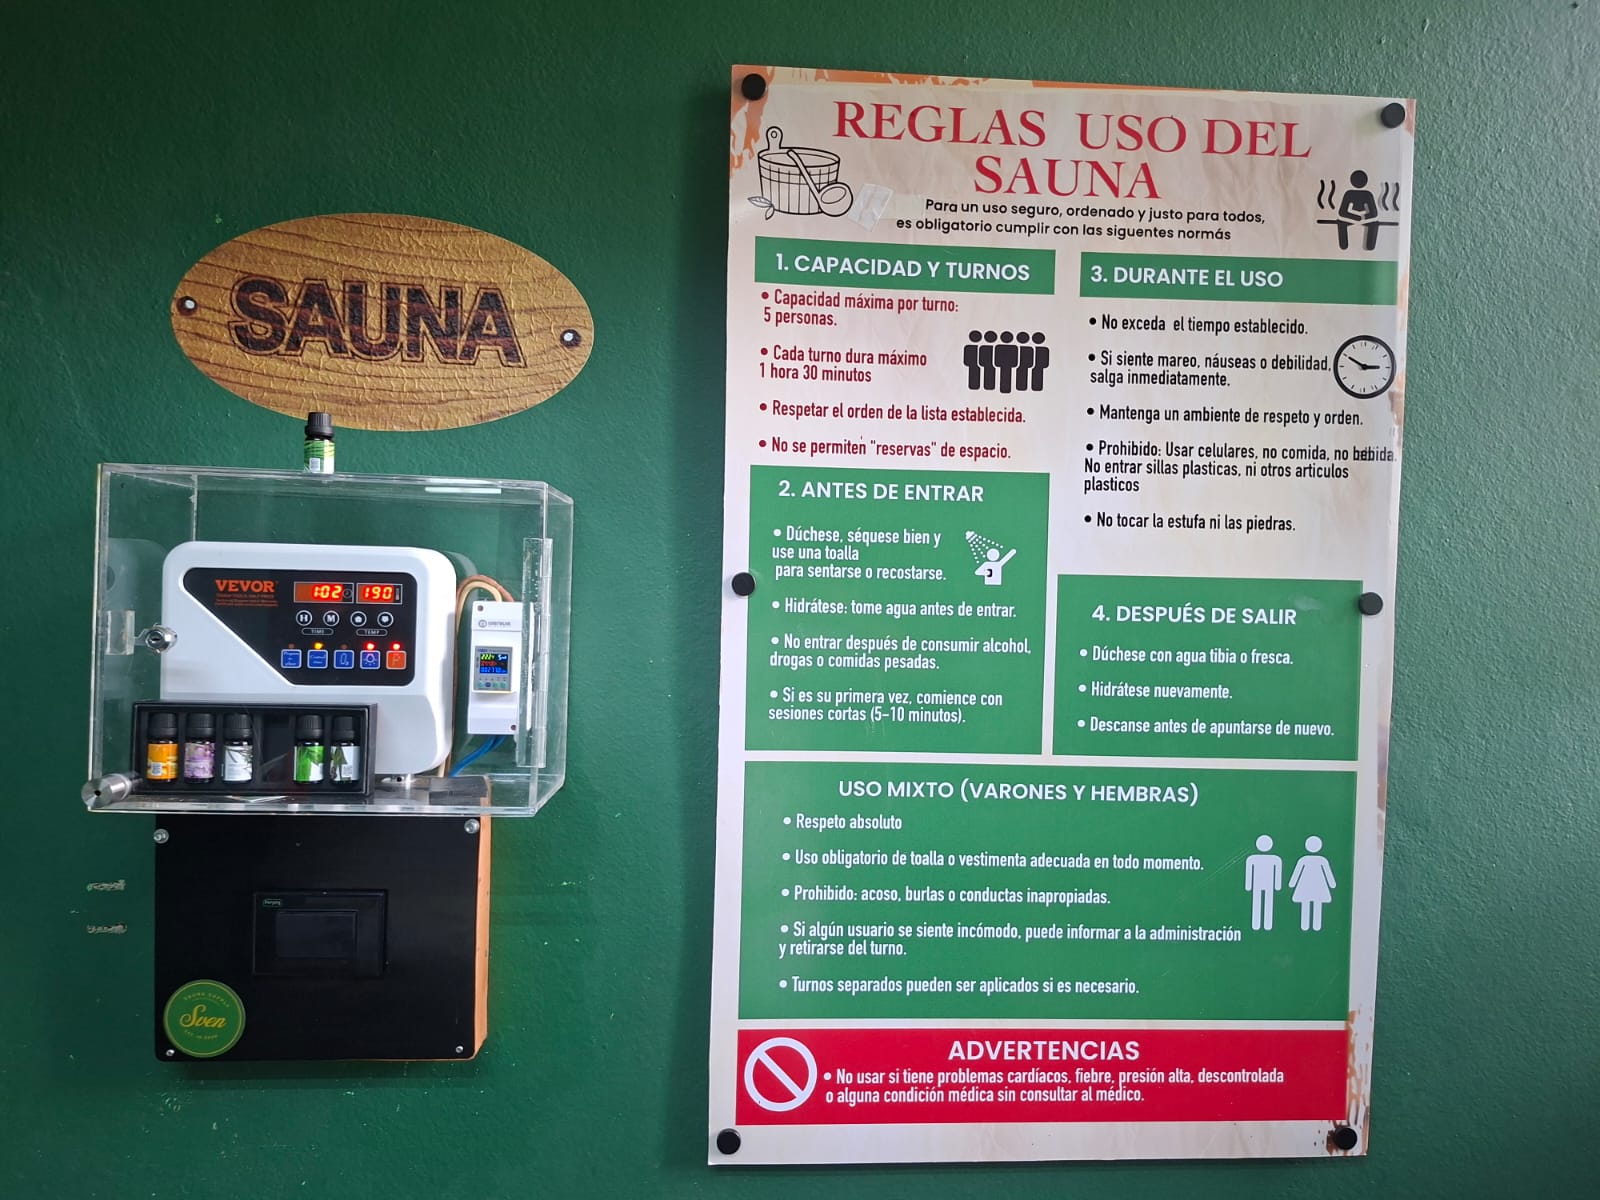 SAUNA
VEVOR
1:02
190
H
M
TIME
TEMP
P
Perytq
Sven
REGLAS USO DEL
SAUNA
Para un uso seguro, ordenado y justo para todos,
es obligatorio cumplir con las siguentes normás
1. CAPACIDAD Y TURNOS
• Capacidad máxima por turno:
5 personas.
• Cada turno dura máximo
1 hora 30 minutos
• Respetar el orden de la lista establecida.
• No se permiten "reservas" de espacio.
2. ANTES DE ENTRAR
• Dúchese, séquese bien y
use una toalla
para sentarse o recostarse.
• Hidrátese: tome agua antes de entrar.
• No entrar después de consumir alcohol,
drogas o comidas pesadas.
• Si es su primera vez, comience con
sesiones cortas (5-10 minutos).
3. DURANTE EL USO
• No exceda el tiempo establecido.
• Si siente mareo, náuseas o debilidad,
salga inmediatamente.
• Mantenga un ambiente de respeto y orden.
• Prohibido: Usar celulares, no comida, no bebida.
No entrar sillas plasticas, ni otros articulos
plasticos
• No tocar la estufa ni las piedras.
4. DESPUÉS DE SALIR
• Dúchese con agua tibia o fresca.
• Hidrátese nuevamente.
• Descanse antes de apuntarse de nuevo.
USO MIXTO (VARONES Y HEMBRAS)
• Respeto absoluto
• Uso obligatorio de toalla o vestimenta adecuada en todo momento.
• Prohibido: acoso, burlas o conductas inapropiadas.
• Si algún usuario se siente incómodo, puede informar a la administración
y retirarse del turno.
• Turnos separados pueden ser aplicados si es necesario.
ADVERTENCIAS
• No usar si tiene problemas cardíacos, fiebre, presión alta, descontrolada
o alguna condición médica sin consultar al médico.